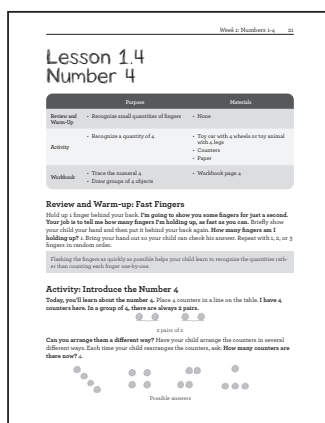 Week 1: Numbers 1-4 21
Lesson 1.4
Number 4
Purpose Materials
Review and Warm-Up • Recognize small quantities of fingers • None
Activity • Recognize a quantity of 4 • Toy car with 4 wheels or toy animal with 4 legs
• Counters
• Paper
Workbook • Trace the numeral 4 • Workbook page 4
• Draw groups of 4 objects
Review and Warm-up: Fast Fingers
Hold up 1 finger behind your back. I'm going to show you some fingers for just a second.
Your job is to tell me how many fingers I'm holding up, as fast as you can. Briefly show
your child your hand and then put it behind your back again. How many fingers am I
holding up? 1. Bring your hand out so your child can check his answer. Repeat with 1, 2, or 3
fingers in random order.
Flashing the fingers as quickly as possible helps your child learn to recognize the quantities rath-
er than counting each finger one-by-one.
Activity: Introduce the Number 4
Today, you'll learn about the number 4. Place 4 counters in a line on the table. I have 4
counters here. In a group of 4, there are always 2 pairs.
2 pairs of 2
Can you arrange them a different way? Have your child arrange the counters in several
different ways. Each time your child rearranges the counters, ask: How many counters are
there now? 4.
Possible answers